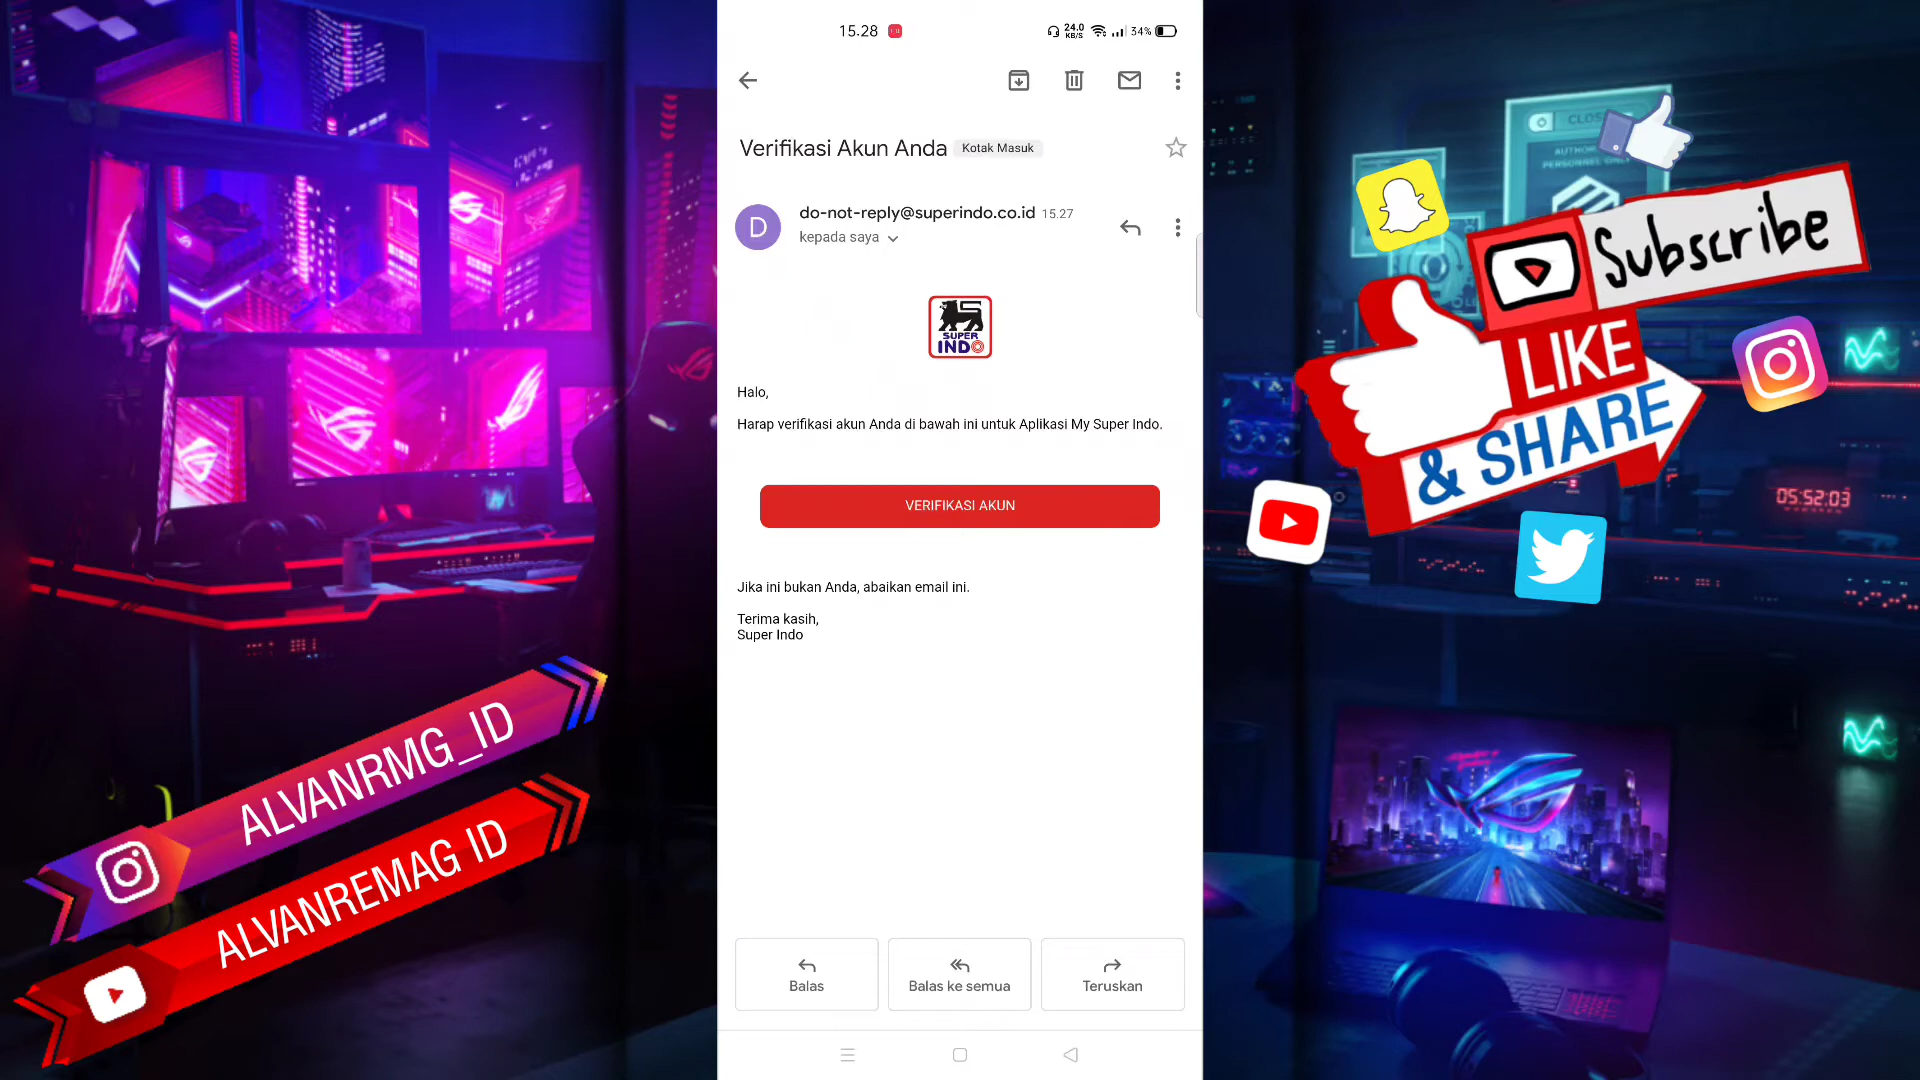 15.28
24.0
KB/S
34%
Verifikasi Akun Anda
Kotak Masuk
D
do-not-reply@superindo.co.id 15.27
kepada saya
SUPER
INDO
Halo,
Harap verifikasi akun Anda di bawah ini untuk Aplikasi My Super Indo.
VERIFIKASI AKUN
Jika ini bukan Anda, abaikan email ini.
Terima kasih,
Super Indo
Balas
Balas ke semua
Teruskan
ALVANRMG_ID
ALVANREMAG ID
Subscribe
LIKE
& SHARE
05:52:03